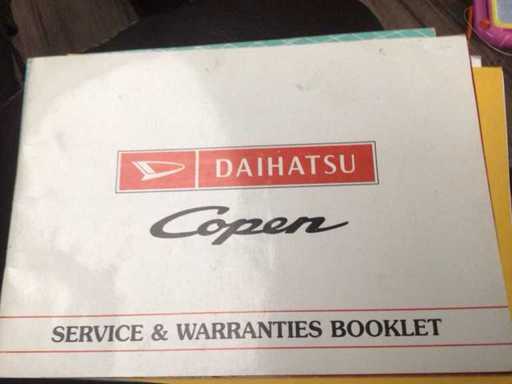 DAIHATSU
Copen
SERVICE & WARRANTIES BOOKLET